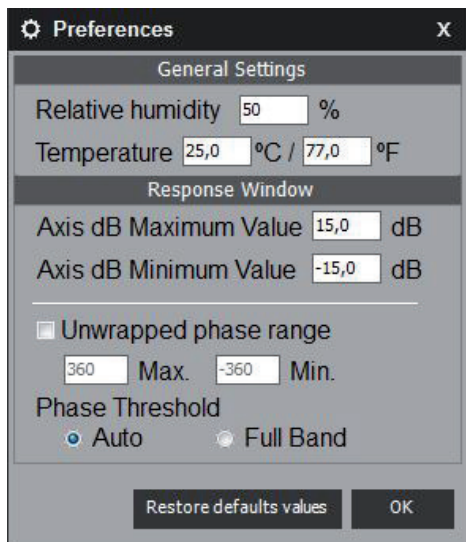 Preferences X
General Settings
Relative humidity 50 %
Temperature 25,0 ºC / 77,0 ºF
Response Window
Axis dB Maximum Value 15,0 dB
Axis dB Minimum Value -15,0 dB
Unwrapped phase range
360 Max. -360 Min.
Phase Threshold
Auto Full Band
Restore defaults values OK